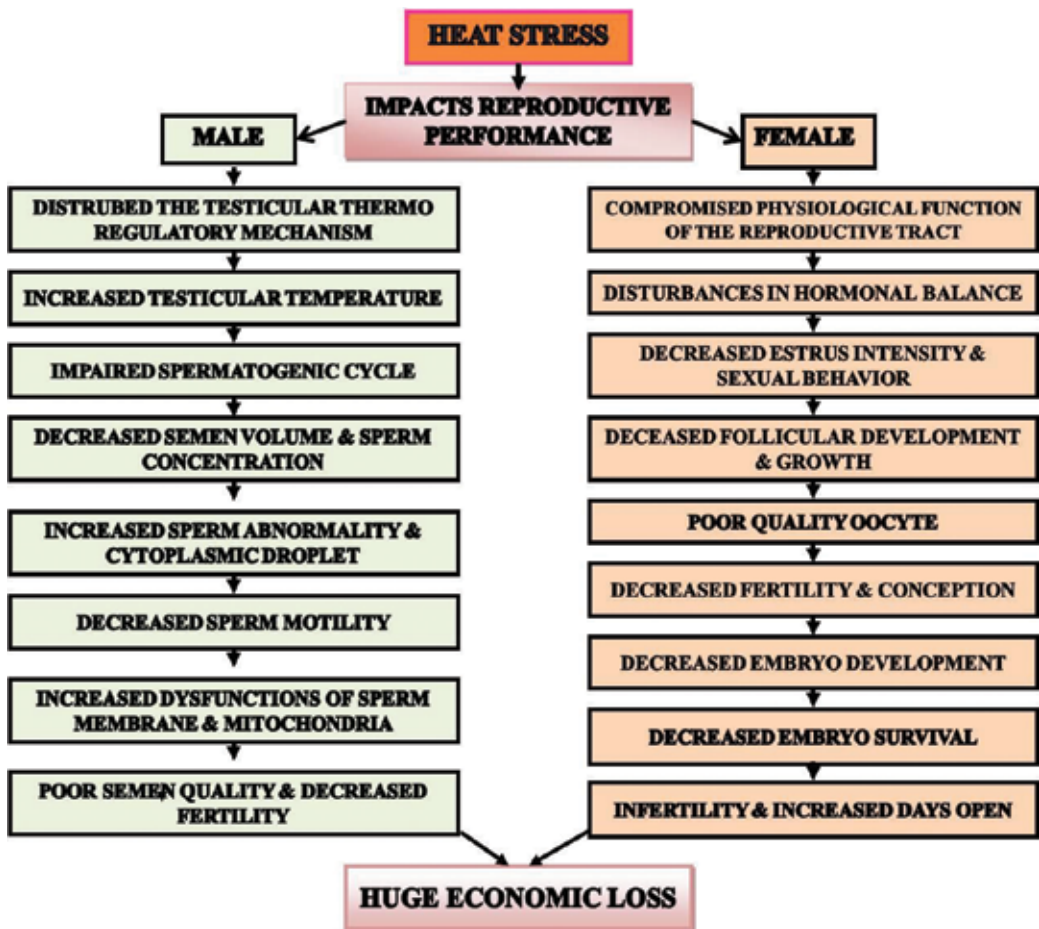 HEAT STRESS
IMPACTS REPRODUCTIVE
PERFORMANCE
MALE
DISTRUBED THE TESTICULAR THERMO
REGULATORY MECHANISM
INCREASED TESTICULAR TEMPERATURE
IMPAIRED SPERMATOGENIC CYCLE
DECREASED SEMEN VOLUME & SPERM
CONCENTRATION
INCREASED SPERM ABNORMALITY &
CYTOPLASMIC DROPLET
DECREASED SPERM MOTILITY
INCREASED DYSFUNCTIONS OF SPERM
MEMBRANE & MITOCHONDRIA
POOR SEMEN QUALITY & DECREASED
FERTILITY
FEMALE
COMPROMISED PHYSIOLOGICAL FUNCTION
OF THE REPRODUCTIVE TRACT
DISTURBANCES IN HORMONAL BALANCE
DECREASED ESTRUS INTENSITY &
SEXUAL BEHAVIOR
DECEASED FOLLICULAR DEVELOPMENT
& GROWTH
POOR QUALITY OOCYTE
DECREASED FERTILITY & CONCEPTION
DECREASED EMBRYO DEVELOPMENT
DECREASED EMBRYO SURVIVAL
INFERTILITY & INCREASED DAYS OPEN
HUGE ECONOMIC LOSS